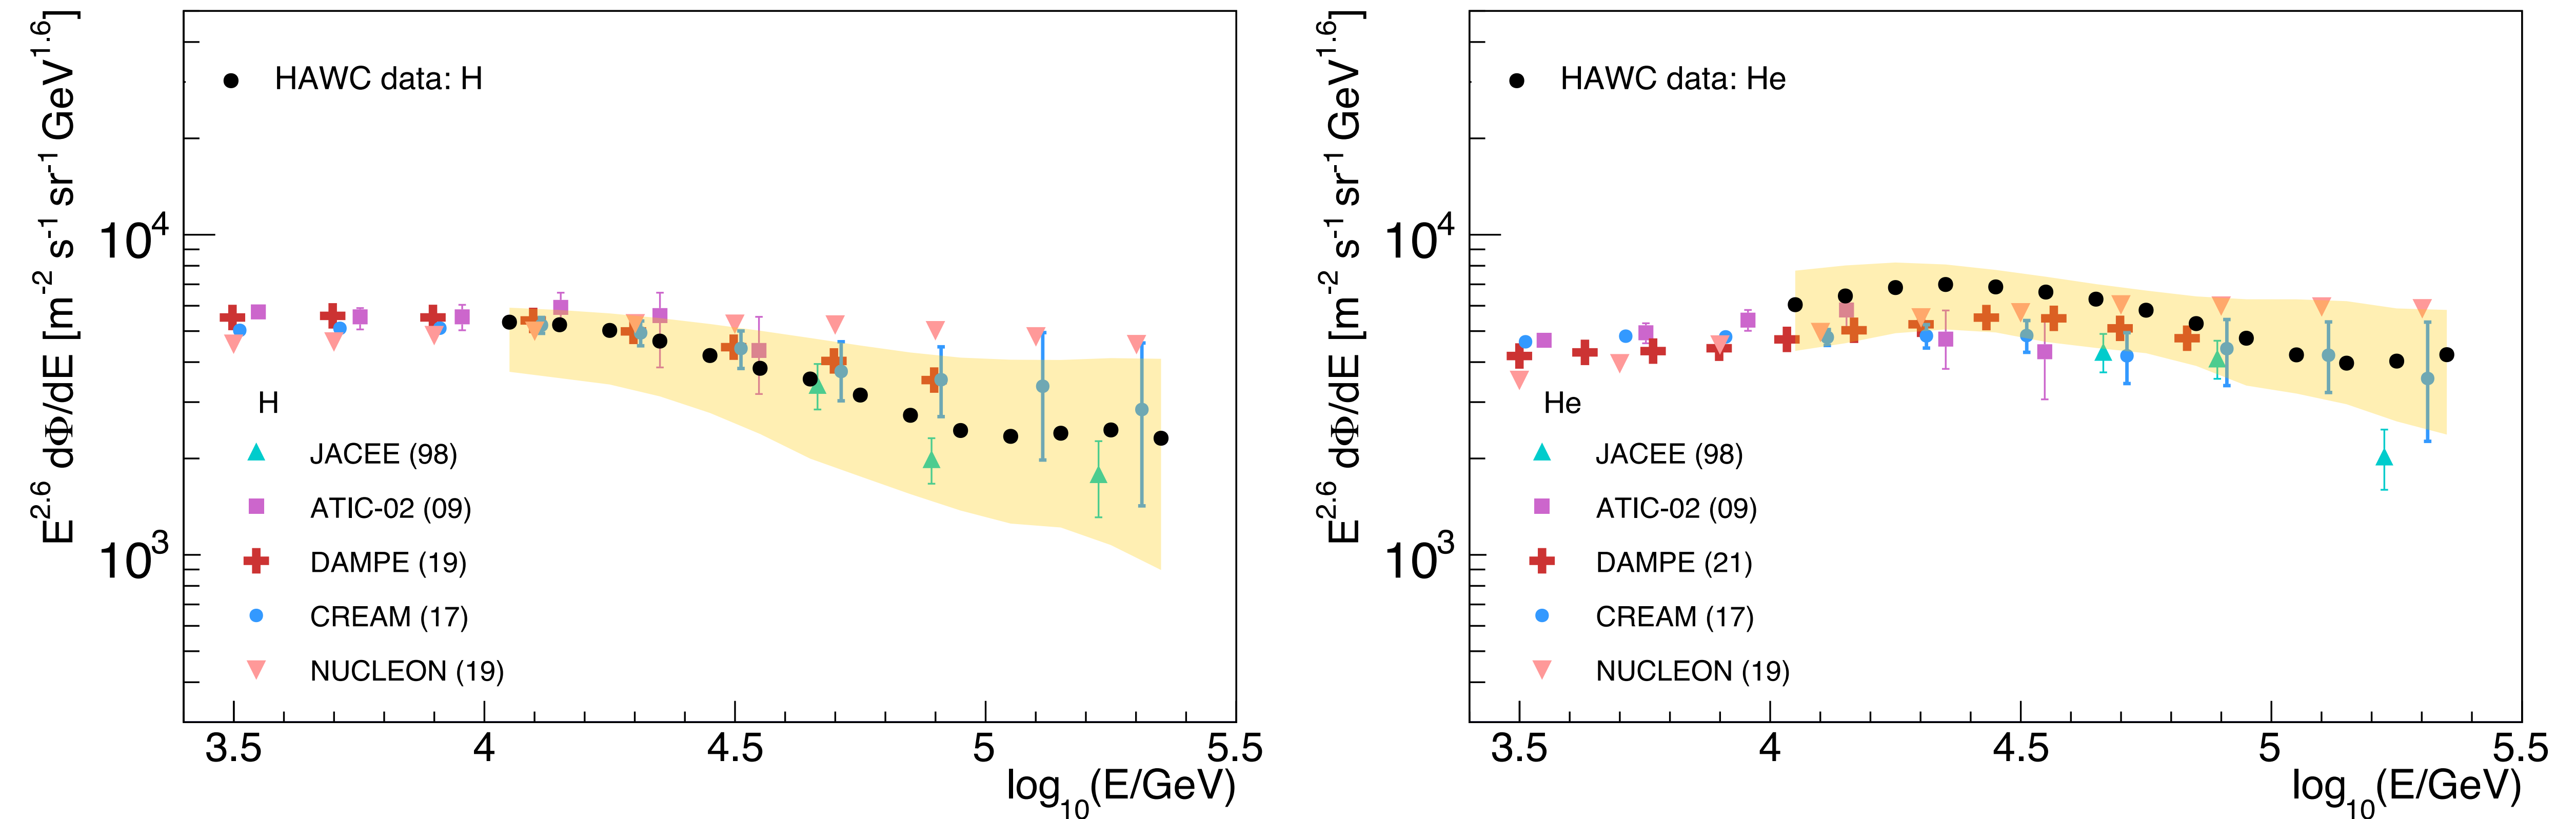 E^2.6 dΦ/dE [m^-2 s^-1 sr^-1 GeV^1.6]
10^4
10^3
HAWC data: H
H
JACEE (98)
ATIC-02 (09)
DAMPE (19)
CREAM (17)
NUCLEON (19)
3.5 4 4.5 5 5.5
log_10(E/GeV)
E^2.6 dΦ/dE [m^-2 s^-1 sr^-1 GeV^1.6]
10^4
10^3
HAWC data: He
He
JACEE (98)
ATIC-02 (09)
DAMPE (21)
CREAM (17)
NUCLEON (19)
3.5 4 4.5 5 5.5
log_10(E/GeV)